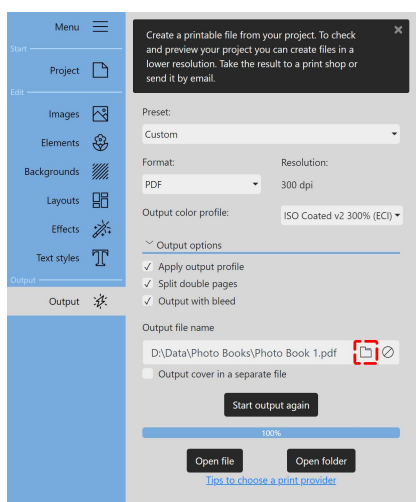 Menu
Start
Project
Edit
Images
Elements
Backgrounds
Layouts
Effects
Text styles
Output
Output
Create a printable file from your project. To check
and preview your project you can create files in a
lower resolution. Take the result to a print shop or
send it by email.
Preset:
Custom
Format:
Resolution:
PDF
300 dpi
Output color profile:
ISO Coated v2 300% (ECI)
Output options
Apply output profile
Split double pages
Output with bleed
Output file name
D:\Data\Photo Books\Photo Book 1.pdf
Output cover in a separate file
Start output again
100%
Open file
Open folder
Tips to choose a print provider